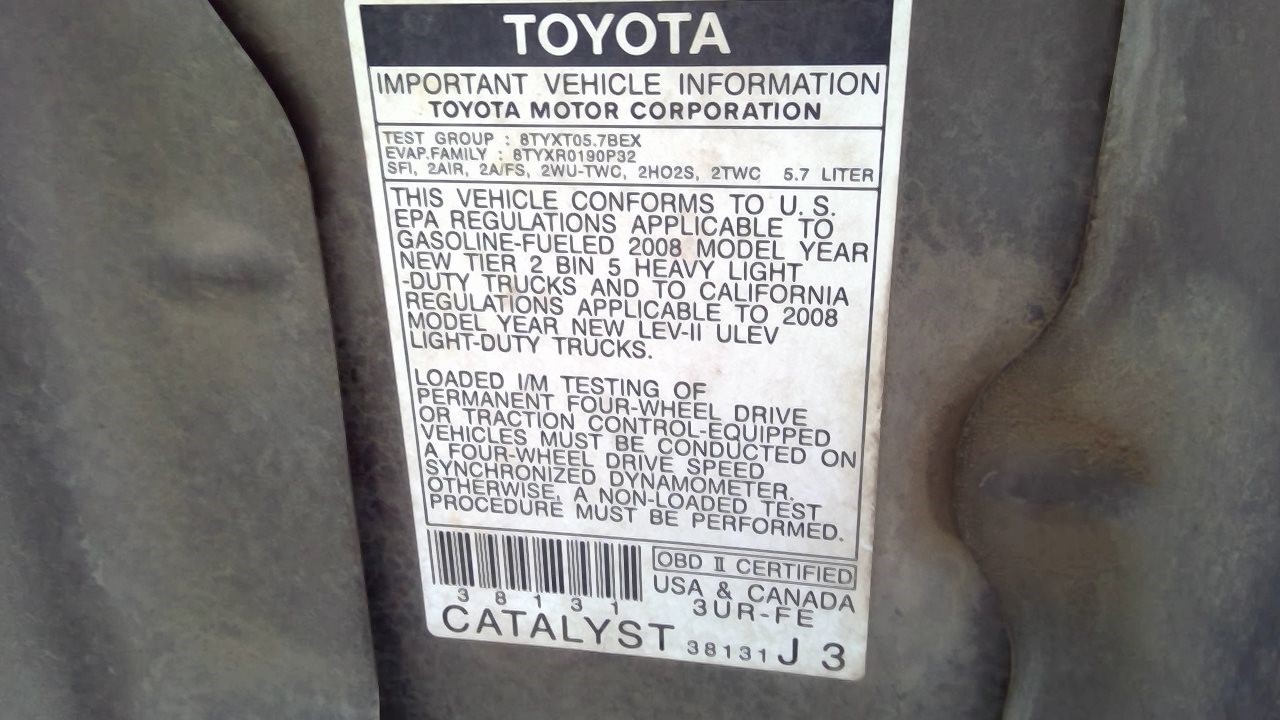 TOYOTA
IMPORTANT VEHICLE INFORMATION
TOYOTA MOTOR CORPORATION
TEST GROUP : 8TYXT05.7BEX
EVAP.FAMILY : 8TYXR0190P32
SFI, 2AIR, 2A/FS, 2WU-TWC, 2HO2S, 2TWC 5.7 LITER
THIS VEHICLE CONFORMS TO U. S.
EPA REGULATIONS APPLICABLE TO
GASOLINE-FUELED 2008 MODEL YEAR
NEW TIER 2 BIN 5 HEAVY LIGHT
-DUTY TRUCKS AND TO CALIFORNIA
REGULATIONS APPLICABLE TO 2008
MODEL YEAR NEW LEV-II ULEV
LIGHT-DUTY TRUCKS.
LOADED I/M TESTING OF
PERMANENT FOUR-WHEEL DRIVE
OR TRACTION CONTROL-EQUIPPED
VEHICLES MUST BE CONDUCTED ON
A FOUR-WHEEL DRIVE SPEED
SYNCHRONIZED DYNAMOMETER.
OTHERWISE, A NON-LOADED TEST
PROCEDURE MUST BE PERFORMED.
OBD II CERTIFIED
USA & CANADA
3UR-FE
3 8 1 3 1
CATALYST 38131 J 3